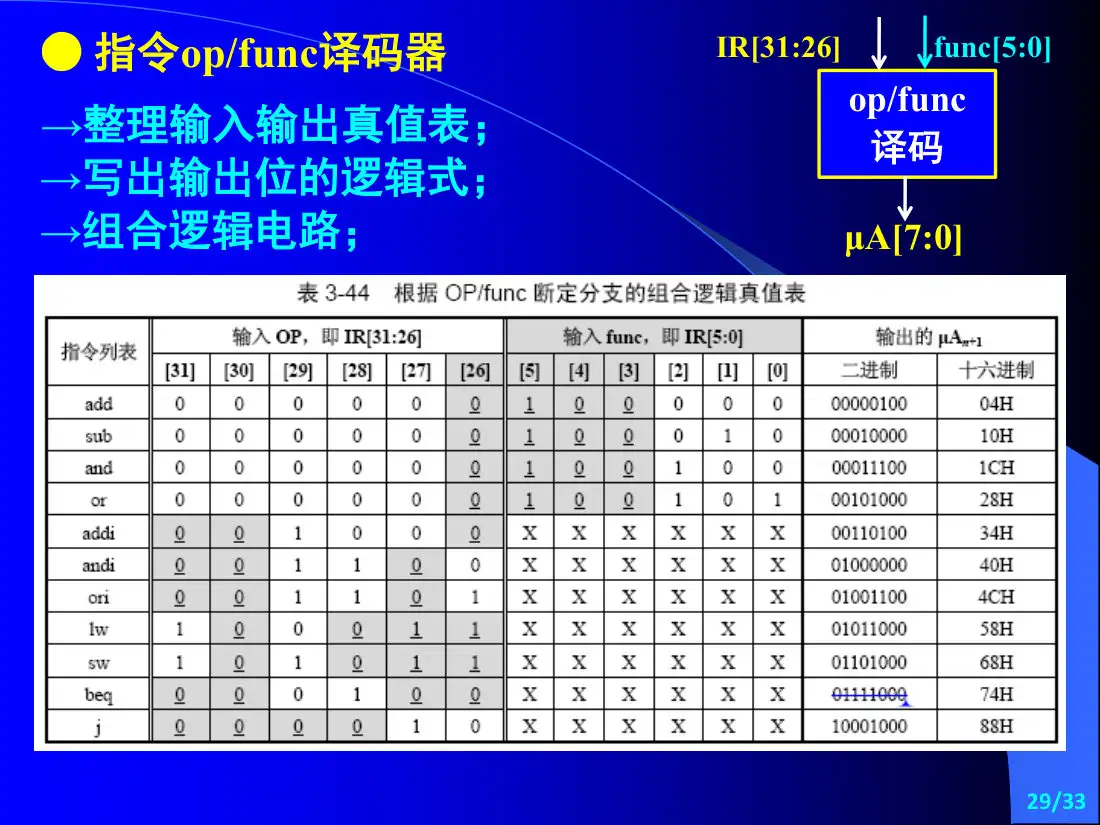 ● 指令op/func译码器
→整理输入输出真值表；
→写出输出位的逻辑式；
→组合逻辑电路；
IR[31:26] func[5:0]
op/func
译码
μA[7:0]
表 3-44 根据 OP/func 断定分支的组合逻辑真值表
指令列表 输入 OP，即 IR[31:26] 输入 func，即 IR[5:0] 输出的 μAn+1
[31] [30] [29] [28] [27] [26] [5] [4] [3] [2] [1] [0] 二进制 十六进制
add 0 0 0 0 0 0 1 0 0 0 0 0 00000100 04H
sub 0 0 0 0 0 0 1 0 0 0 1 0 00010000 10H
and 0 0 0 0 0 0 1 0 0 1 0 0 00011100 1CH
or 0 0 0 0 0 0 1 0 0 1 0 1 00101000 28H
addi 0 0 1 0 0 0 X X X X X X 00110100 34H
andi 0 0 1 1 0 0 X X X X X X 01000000 40H
ori 0 0 1 1 0 1 X X X X X X 01001100 4CH
lw 1 0 0 0 1 1 X X X X X X 01011000 58H
sw 1 0 1 0 1 1 X X X X X X 01101000 68H
beq 0 0 0 1 0 0 X X X X X X 01111000 74H
j 0 0 0 0 1 0 X X X X X X 10001000 88H
29/33